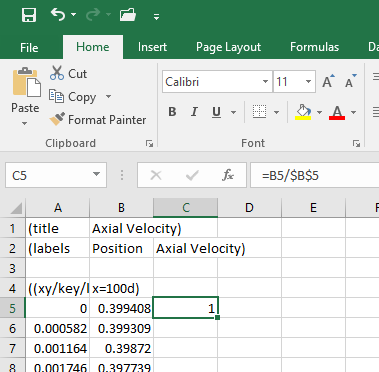 File Home Insert Page Layout Formulas
Cut
Copy
Paste
Format Painter
Calibri 11 A A
B I U A
Clipboard Font
C5 fx =B5/$B$5
A B C D E
1 (title Axial Velocity)
2 (labels Position Axial Velocity)
3
4 ((xy/key/ x=100d)
5 0 0.399408 1
6 0.000582 0.399309
7 0.001164 0.39872
8 0.001746 0.397739